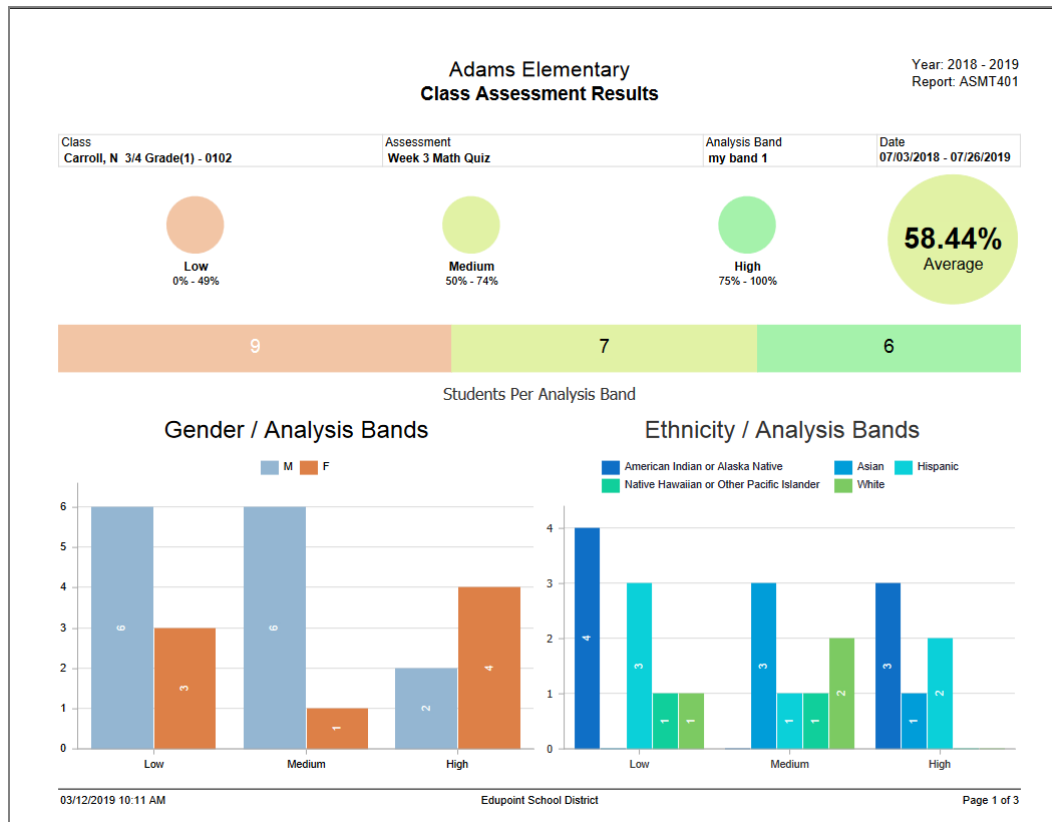 Adams Elementary
Class Assessment Results
Year: 2018 - 2019
Report: ASMT401
Class
Carroll, N 3/4 Grade(1) - 0102
Assessment
Week 3 Math Quiz
Analysis Band
my band 1
Date
07/03/2018 - 07/26/2019
Low
0% - 49%
Medium
50% - 74%
High
75% - 100%
58.44%
Average
9 7 6
Students Per Analysis Band
Gender / Analysis Bands
M F
6
5
4
3
2
1
0
6 3 6 1 2 4
Low Medium High
Ethnicity / Analysis Bands
American Indian or Alaska Native Asian Hispanic
Native Hawaiian or Other Pacific Islander White
4
3
2
1
0
4 3 1 1 3 1 1 2 3 1 2
Low Medium High
03/12/2019 10:11 AM Edupoint School District Page 1 of 3